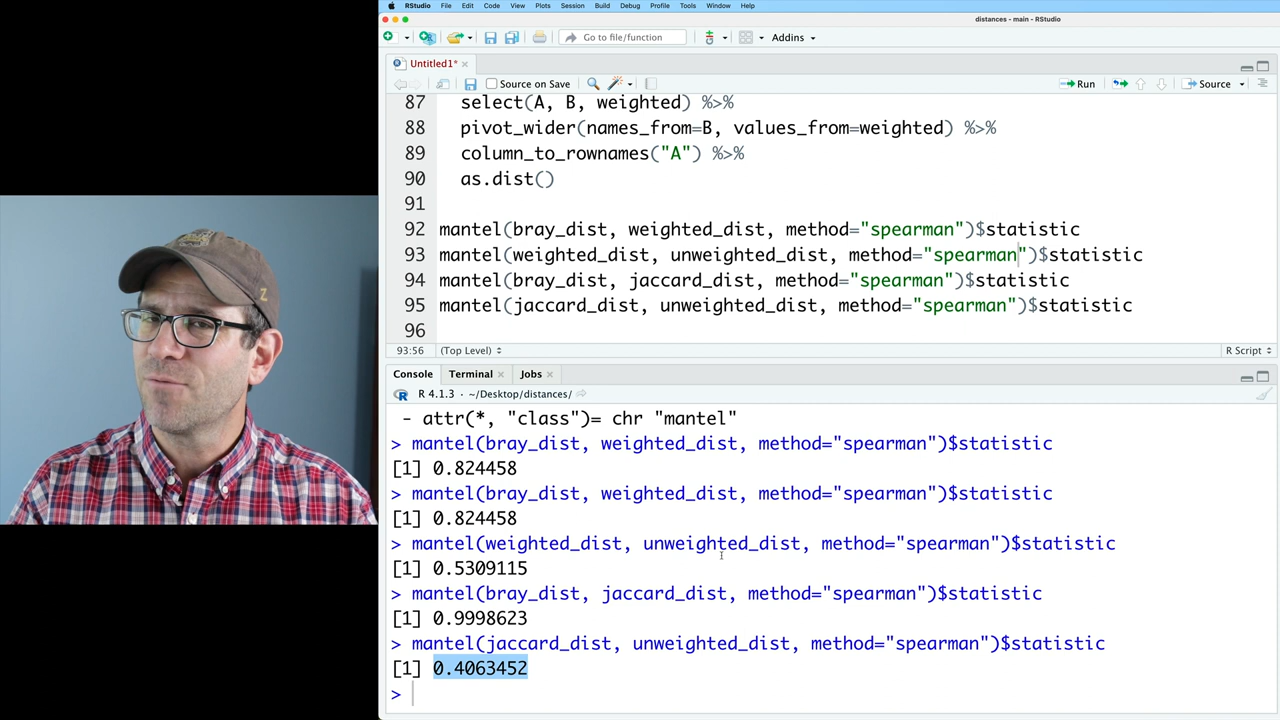 RStudio File Edit Code View Plots Session Build Debug Profile Tools Window Help
distances - main - RStudio
Go to file/function Addins
Untitled1*
Source on Save Run Source
87 select(A, B, weighted) %>%
88 pivot_wider(names_from=B, values_from=weighted) %>%
89 column_to_rownames("A") %>%
90 as.dist()
91
92 mantel(bray_dist, weighted_dist, method="spearman")$statistic
93 mantel(weighted_dist, unweighted_dist, method="spearman")$statistic
94 mantel(bray_dist, jaccard_dist, method="spearman")$statistic
95 mantel(jaccard_dist, unweighted_dist, method="spearman")$statistic
96
93:56 (Top Level) R Script
Console Terminal Jobs
R 4.1.3 · ~/Desktop/distances/
- attr(*, "class")= chr "mantel"
> mantel(bray_dist, weighted_dist, method="spearman")$statistic
[1] 0.824458
> mantel(bray_dist, weighted_dist, method="spearman")$statistic
[1] 0.824458
> mantel(weighted_dist, unweighted_dist, method="spearman")$statistic
[1] 0.5309115
> mantel(bray_dist, jaccard_dist, method="spearman")$statistic
[1] 0.9998623
> mantel(jaccard_dist, unweighted_dist, method="spearman")$statistic
[1] 0.4063452
>